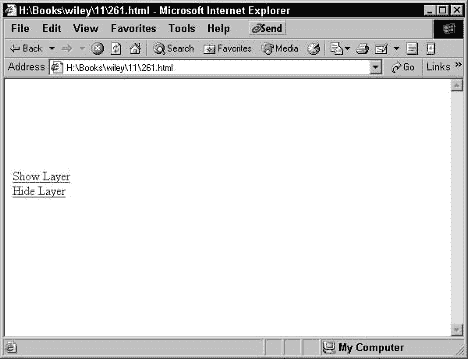 H:\Books\wiley\11\261.html - Microsoft Internet Explorer
File Edit View Favorites Tools Help Send
Back Search Favorites Media
Address H:\Books\wiley\11\261.html Go Links »
Show Layer
Hide Layer
My Computer